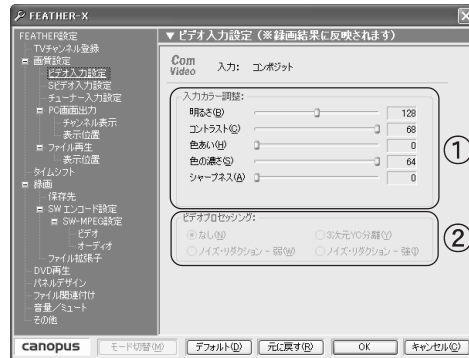 FEATHER-X
FEATHER設定
TVチャンネル登録
画質設定
ビデオ入力設定
Sビデオ入力設定
チューナー入力設定
PC画面出力
チャンネル表示
表示位置
ファイル再生
表示位置
タイムシフト
録画
保存先
SWエンコード設定
SW-MPEG設定
ビデオ
オーディオ
ファイル拡張子
DVD再生
パネルデザイン
ファイル関連付け
音量/ミュート
その他
▼ビデオ入力設定(※録画結果に反映されます)
Com
Video
入力: コンポジット
入力カラー調整:
明るさ(B) 128
コントラスト(C) 68
色あい(H) 0
色の濃さ(S) 64
シャープネス(A) 0
①
ビデオプロセッシング:
なし(N) 3次元YC分離(Y)
ノイズ・リダクション - 弱(W) ノイズ・リダクション - 強(I)
②
canopus モード切替(M) デフォルト(D) 元に戻す(R) OK キャンセル(C)